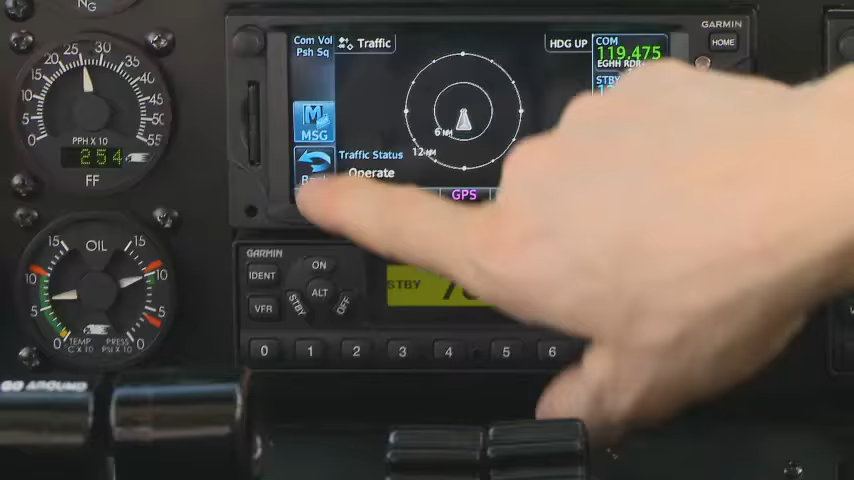 NG
GARMIN
HOME
Com Vol
Psh Sq
Traffic
HDG UP
COM
119.475
EGHH RDR
STBY
MSG
6 NM
12 NM
Traffic Status
Operate
GPS
5 10 15 20 25 30 35 40 45 50 55
0
PPH X 10
254
FF
OIL
15 10 5 0
15 10 5 0
TEMP
C X 10
PRESS
PSI X 10
GARMIN
IDENT
ON
ALT
STBY
OFF
VFR
STBY
0 1 2 3 4 5 6
GO AROUND